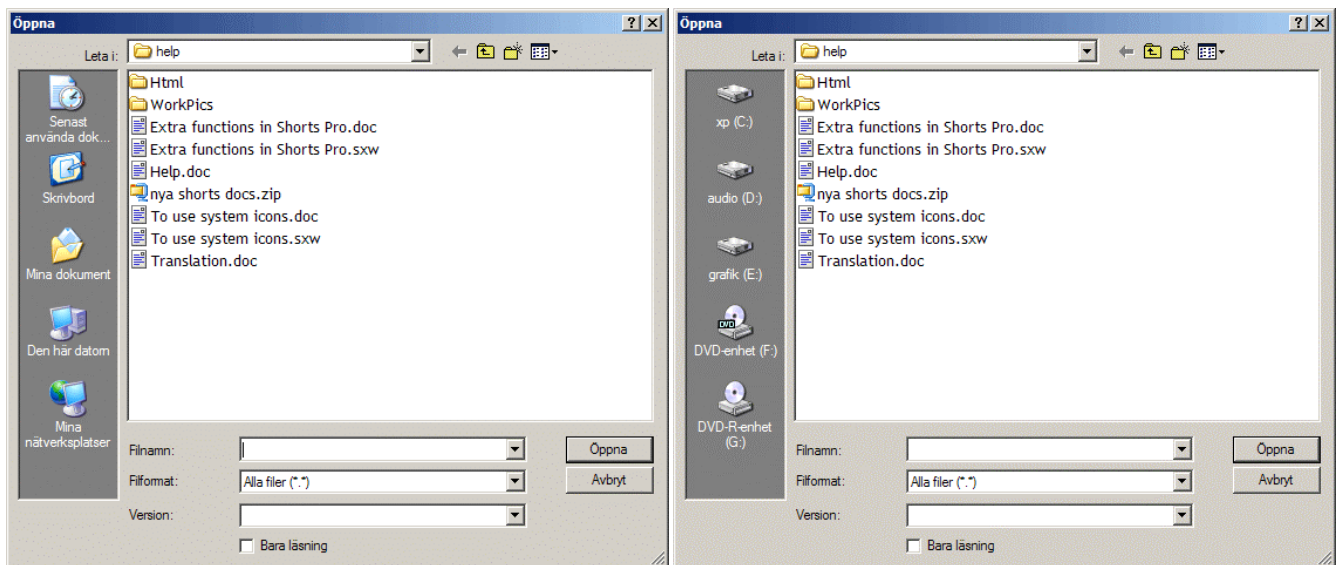 Öppna
Leta i:
help
Senast
använda dok...
Skrivbord
Mina dokument
Den här datorn
Mina
nätverksplatser
Html
WorkPics
Extra functions in Shorts Pro.doc
Extra functions in Shorts Pro.sxw
Help.doc
nya shorts docs.zip
To use system icons.doc
To use system icons.sxw
Translation.doc
Filnamn:
Öppna
Filformat:
Alla filer (*.*)
Avbryt
Version:
Bara läsning
Öppna
Leta i:
help
xp (C:)
audio (D:)
grafik (E:)
DVD
DVD-enhet (F:)
DVD-R-enhet
(G:)
Html
WorkPics
Extra functions in Shorts Pro.doc
Extra functions in Shorts Pro.sxw
Help.doc
nya shorts docs.zip
To use system icons.doc
To use system icons.sxw
Translation.doc
Filnamn:
Öppna
Filformat:
Alla filer (*.*)
Avbryt
Version:
Bara läsning